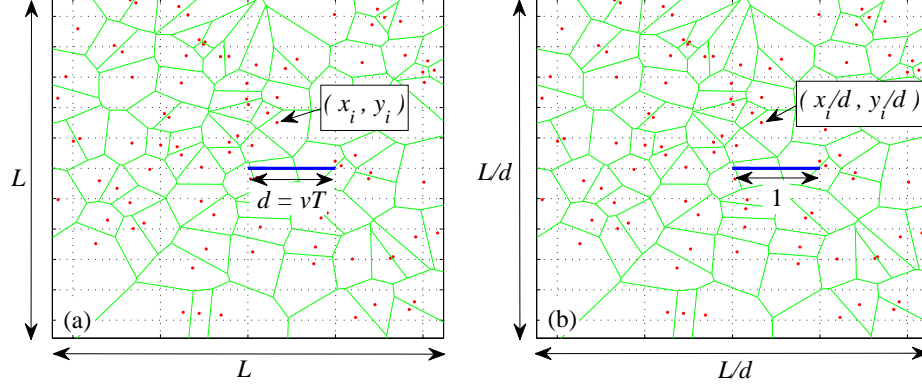 ( x_i , y_i )
L
d = vT
(a)
L
( x_i/d , y_i/d )
L/d
1
(b)
L/d